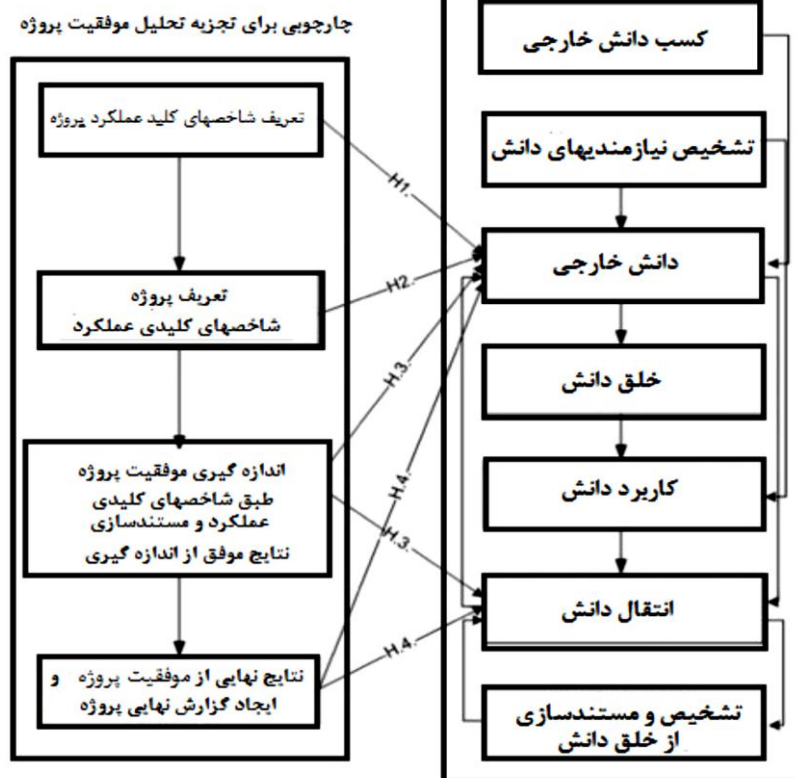 چارچوبی برای تجزیه تحلیل موفقیت پروژه
تعریف شاخصهای کلید عملکرد پروژه
تعریف پروژه
شاخصهای کلیدی عملکرد
اندازه گیری موفقیت پروژه
طبق شاخصهای کلیدی
عملکرد و مستندسازی
نتایج موفق از اندازه گیری
نتایج نهایی از موفقیت پروژه و
ایجاد گزارش نهایی پروژه
H1.
H2.
H.3.
H.4.
H.3.
H.4.
کسب دانش خارجی
تشخیص نیازمندیهای دانش
دانش خارجی
خلق دانش
کاربرد دانش
انتقال دانش
تشخیص و مستندسازی
از خلق دانش